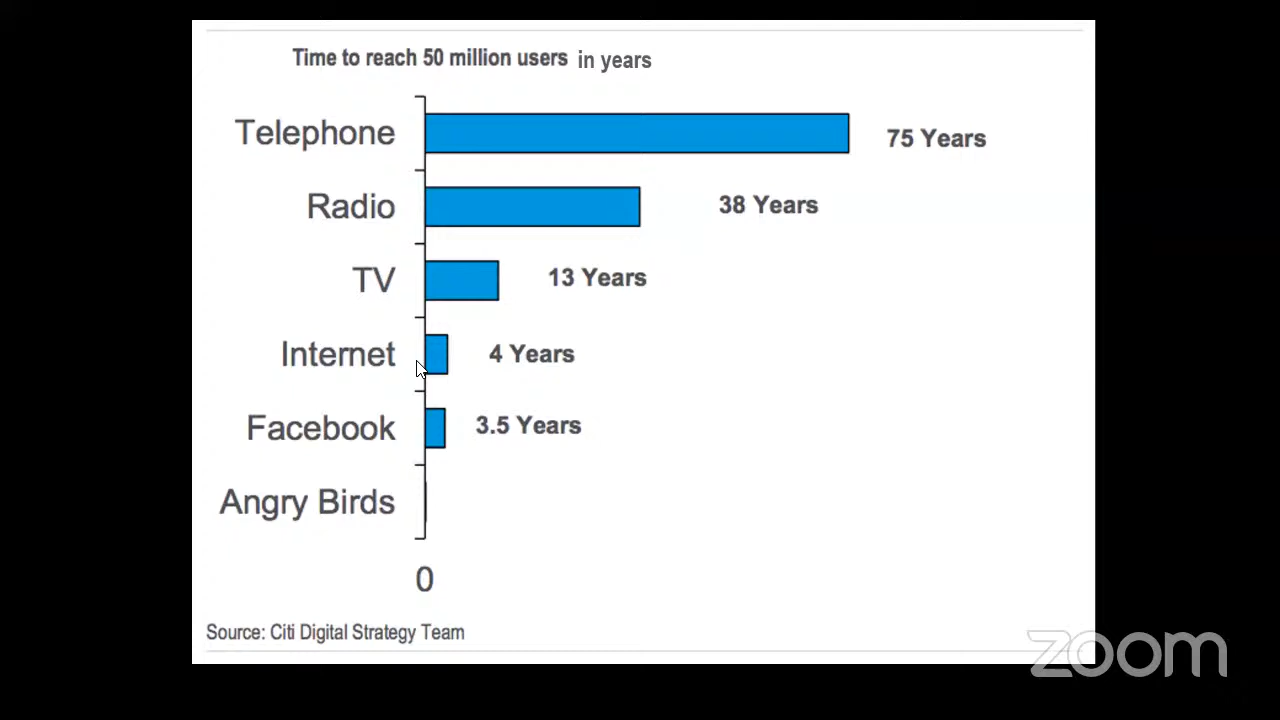 Time to reach 50 million users in years
Telephone 75 Years
Radio 38 Years
TV 13 Years
Internet 4 Years
Facebook 3.5 Years
Angry Birds
0
Source: Citi Digital Strategy Team
zoom